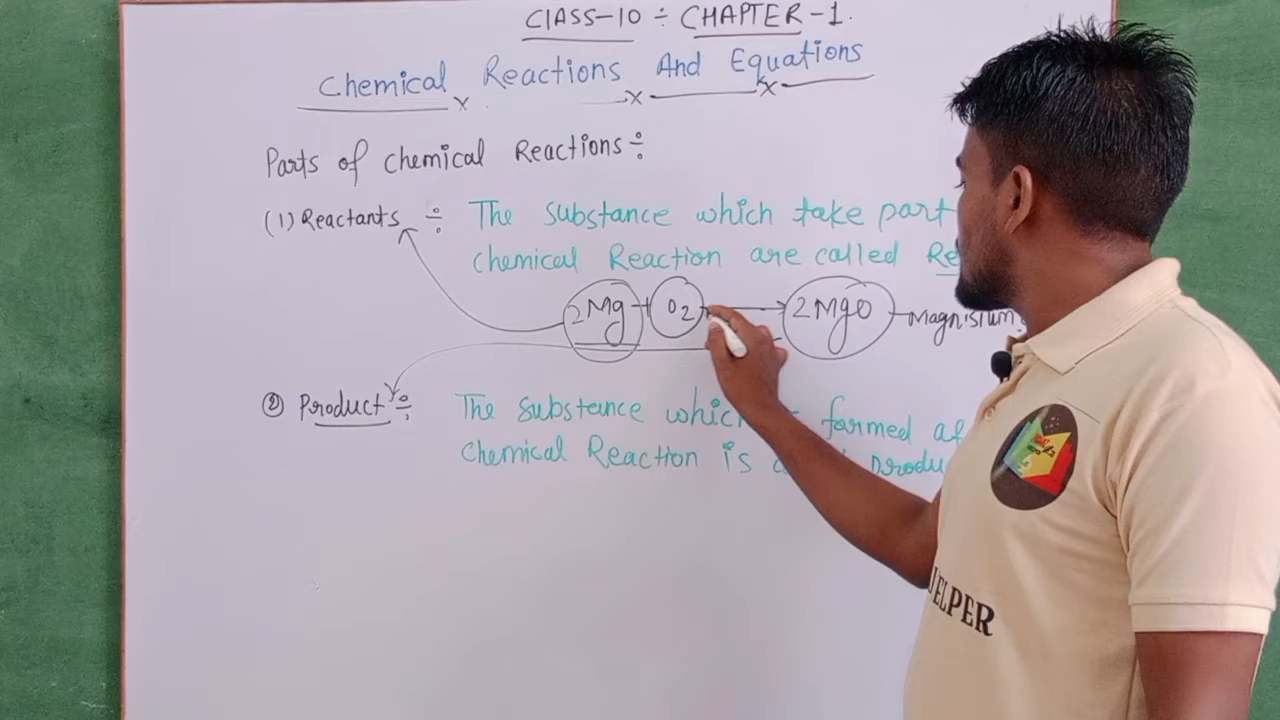 CLASS-10 ÷ CHAPTER-1.
Chemical Reactions And Equations
Parts of chemical Reactions ÷
(1) Reactants ÷ The substance which take part
chemical Reaction are called Re
2Mg + O2 → 2MgO Magnisium
② Product ÷ The substance which formed af
chemical Reaction is produ
ELPER